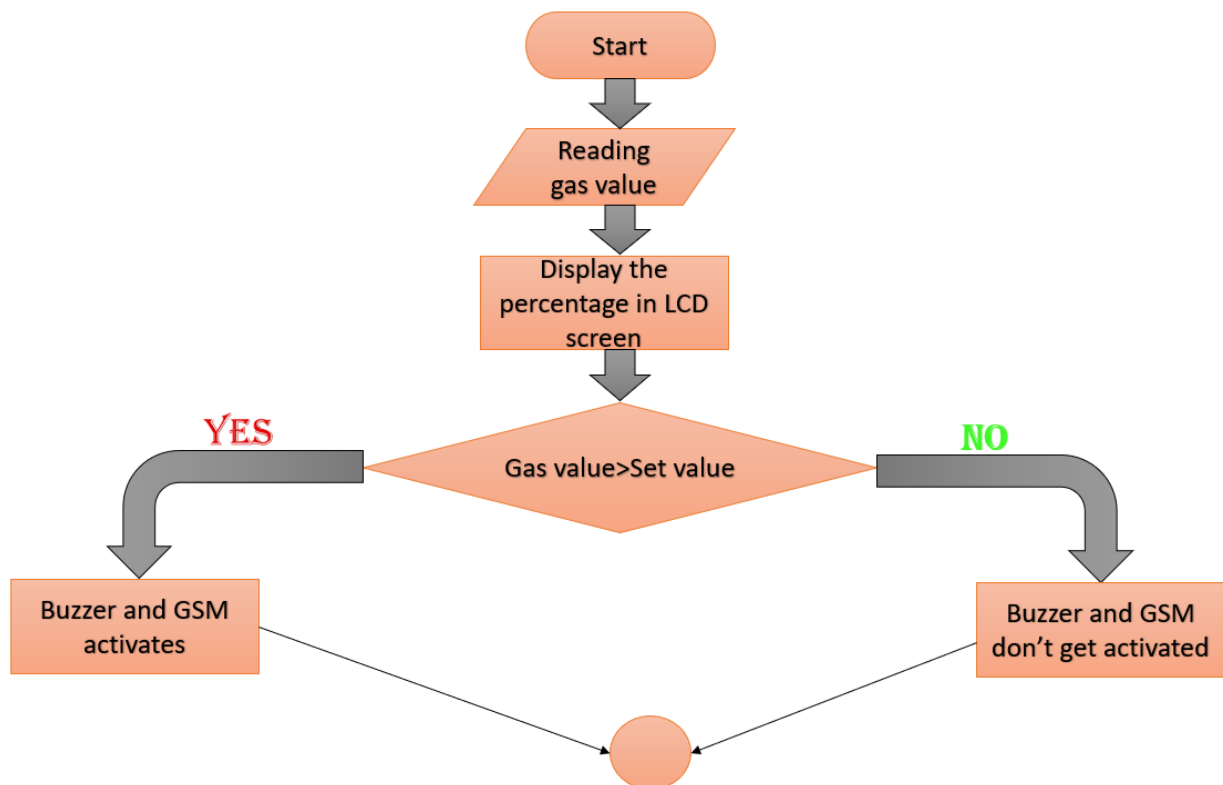 Start
Reading
gas value
Display the
percentage in LCD
screen
YES
NO
Gas value>Set value
Buzzer and GSM
activates
Buzzer and GSM
don’t get activated